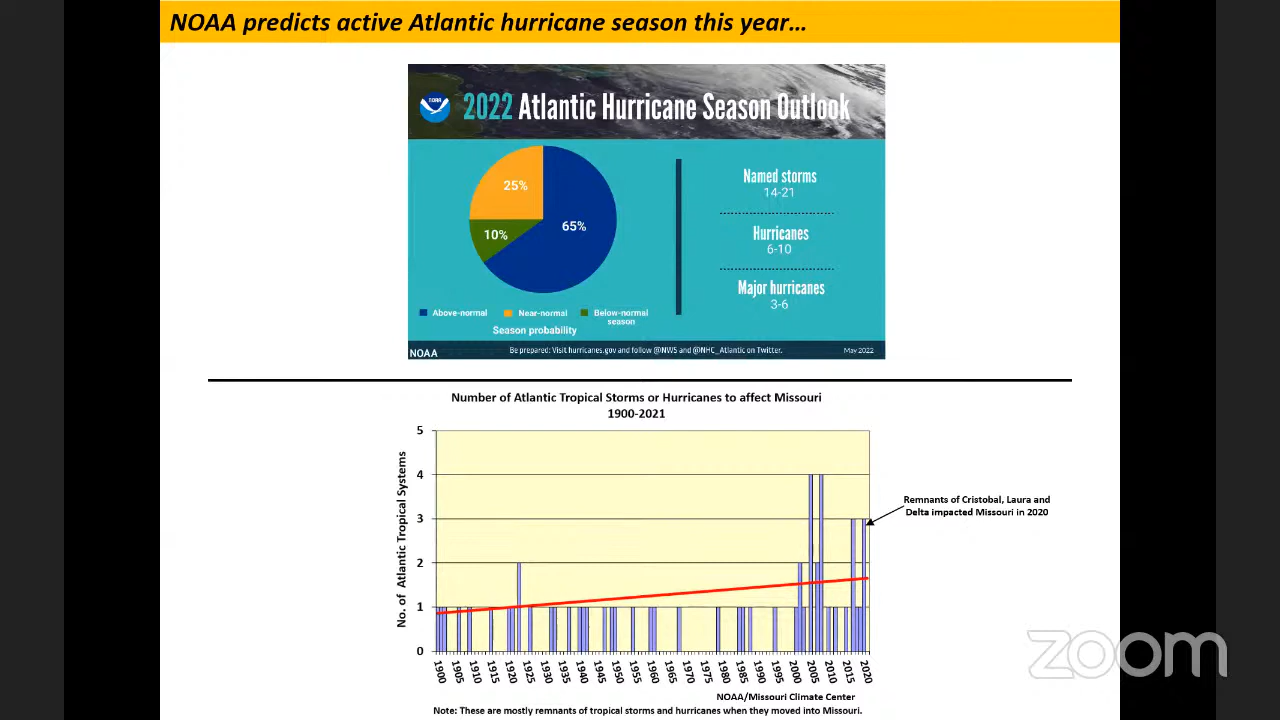 NOAA predicts active Atlantic hurricane season this year…
NOAA
2022 Atlantic Hurricane Season Outlook
25%
10%
65%
Above-normal
Near-normal
Below-normal
season
Season probability
Named storms
14-21
Hurricanes
6-10
Major hurricanes
3-6
NOAA
Be prepared: Visit hurricanes.gov and follow @NWS and @NHC_Atlantic on Twitter.
May 2022
Number of Atlantic Tropical Storms or Hurricanes to affect Missouri
1900-2021
No. of Atlantic Tropical Systems
5
4
3
2
1
0
Remnants of Cristobal, Laura and
Delta impacted Missouri in 2020
1900
1905
1910
1915
1920
1925
1930
1935
1940
1945
1950
1955
1960
1965
1970
1975
1980
1985
1990
1995
2000
2005
2010
2015
2020
NOAA/Missouri Climate Center
Note: These are mostly remnants of tropical storms and hurricanes when they moved into Missouri.
zoom